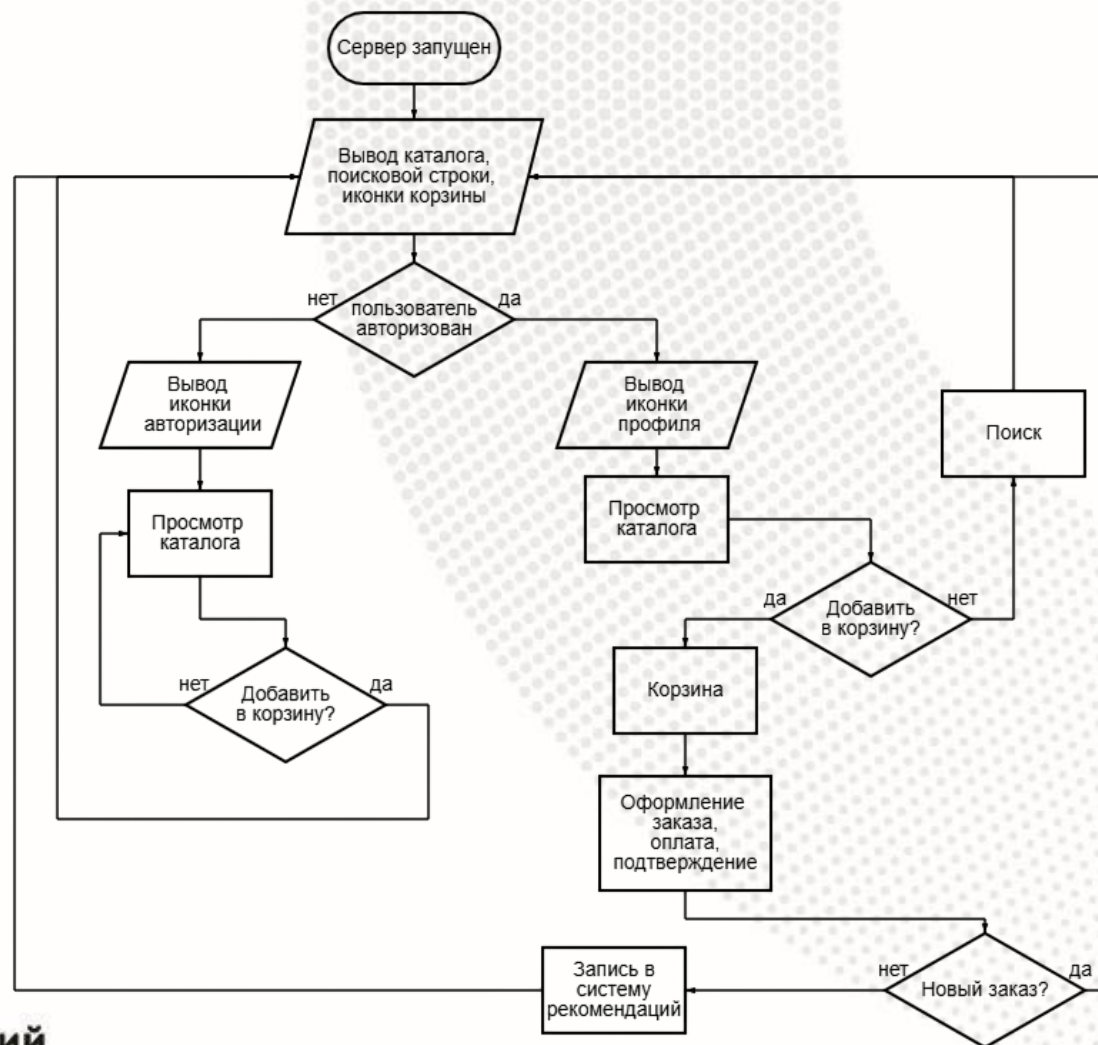 Сервер запущен
Вывод каталога,
поисковой строки,
иконки корзины
нет
пользователь
авторизован
да
Вывод
иконки
авторизации
Вывод
иконки
профиля
Поиск
Просмотр
каталога
Просмотр
каталога
да
Добавить
в корзину?
нет
Корзина
нет
Добавить
в корзину?
да
Оформление
заказа,
оплата,
подтверждение
Запись в
систему
рекомендаций
нет
Новый заказ?
да